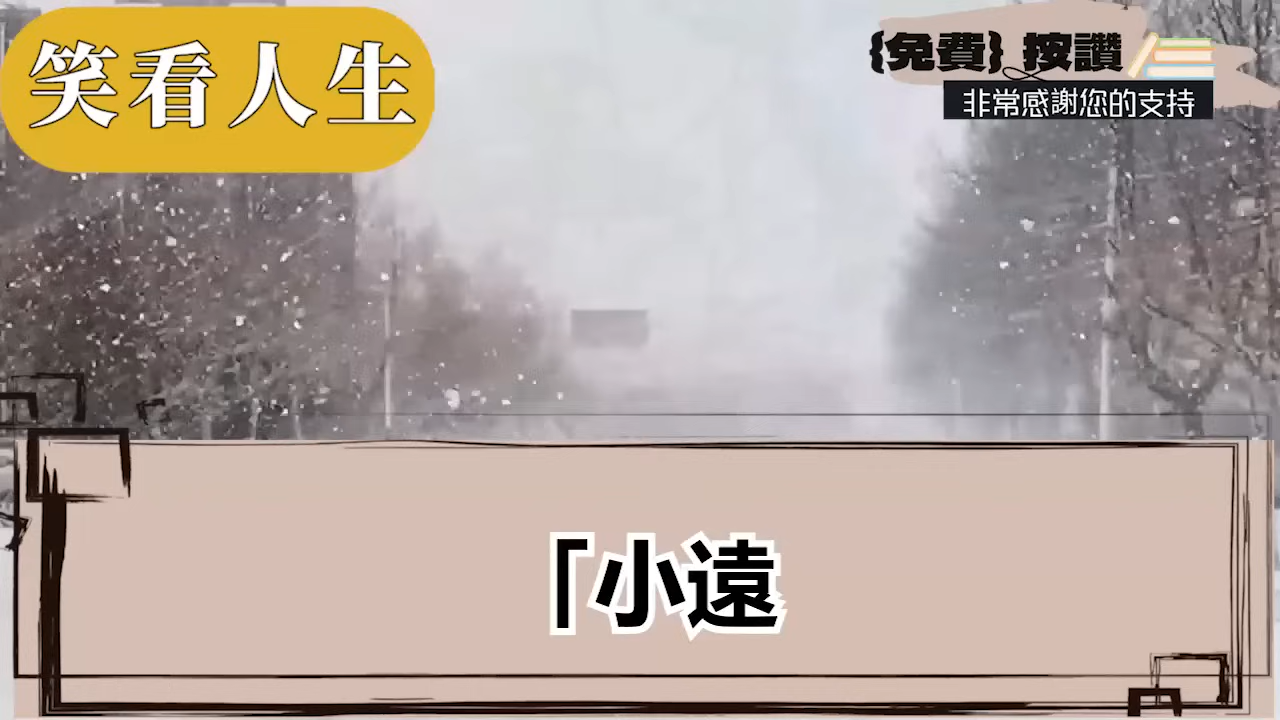 笑看人生
{免費} 按讚
非常感謝您的支持
「小遠